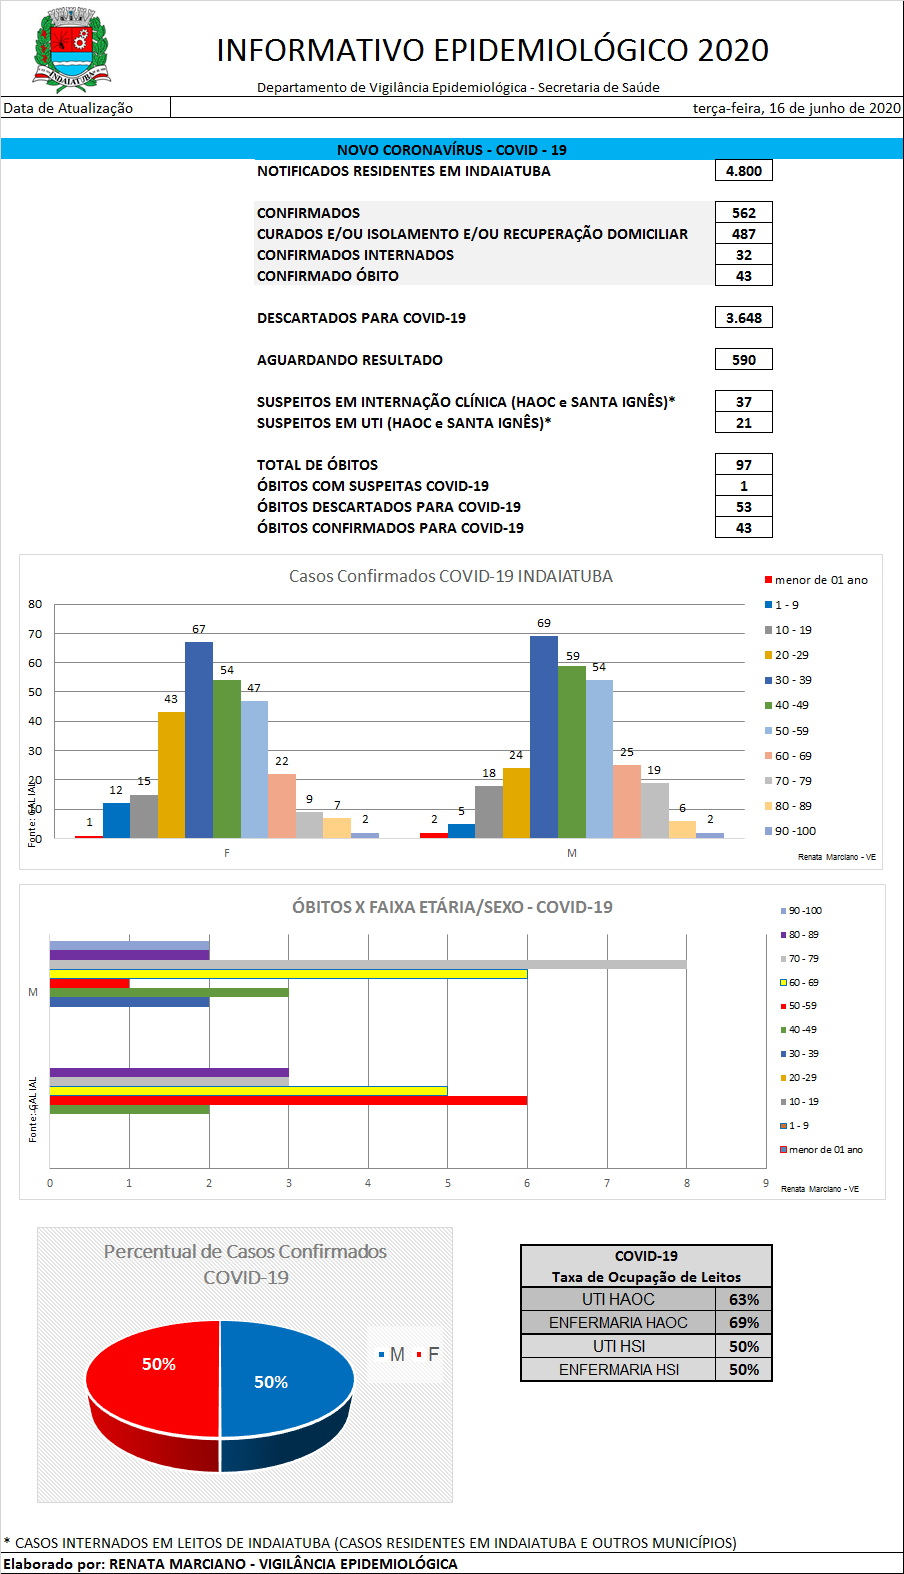 INDAIATUBA
INFORMATIVO EPIDEMIOLÓGICO 2020
Departamento de Vigilância Epidemiológica - Secretaria de Saúde
Data de Atualização terça-feira, 16 de junho de 2020
NOVO CORONAVÍRUS - COVID - 19
NOTIFICADOS RESIDENTES EM INDAIATUBA 4.800
CONFIRMADOS 562
CURADOS E/OU ISOLAMENTO E/OU RECUPERAÇÃO DOMICILIAR 487
CONFIRMADOS INTERNADOS 32
CONFIRMADO ÓBITO 43
DESCARTADOS PARA COVID-19 3.648
AGUARDANDO RESULTADO 590
SUSPEITOS EM INTERNAÇÃO CLÍNICA (HAOC e SANTA IGNÊS)* 37
SUSPEITOS EM UTI (HAOC e SANTA IGNÊS)* 21
TOTAL DE ÓBITOS 97
ÓBITOS COM SUSPEITAS COVID-19 1
ÓBITOS DESCARTADOS PARA COVID-19 53
ÓBITOS CONFIRMADOS PARA COVID-19 43
Casos Confirmados COVID-19 INDAIATUBA
80
70
60
50
40
30
20
10
0
Fonte: GAL IAL
1 12 15 43 67 54 47 22 9 7 2
2 5 18 24 69 59 54 25 19 6 2
F M
menor de 01 ano
1 - 9
10 - 19
20 -29
30 - 39
40 -49
50 -59
60 - 69
70 - 79
80 - 89
90 -100
Renata Marciano - VE
ÓBITOS X FAIXA ETÁRIA/SEXO - COVID-19
M
F
Fonte: GAL IAL
0 1 2 3 4 5 6 7 8 9
90 -100
80 - 89
70 - 79
60 - 69
50 -59
40 -49
30 - 39
20 -29
10 - 19
1 - 9
menor de 01 ano
Renata Marciano - VE
Percentual de Casos Confirmados
COVID-19
50%
50%
M F
COVID-19
Taxa de Ocupação de Leitos
UTI HAOC 63%
ENFERMARIA HAOC 69%
UTI HSI 50%
ENFERMARIA HSI 50%
* CASOS INTERNADOS EM LEITOS DE INDAIATUBA (CASOS RESIDENTES EM INDAIATUBA E OUTROS MUNICÍPIOS)
Elaborado por: RENATA MARCIANO - VIGILÂNCIA EPIDEMIOLÓGICA